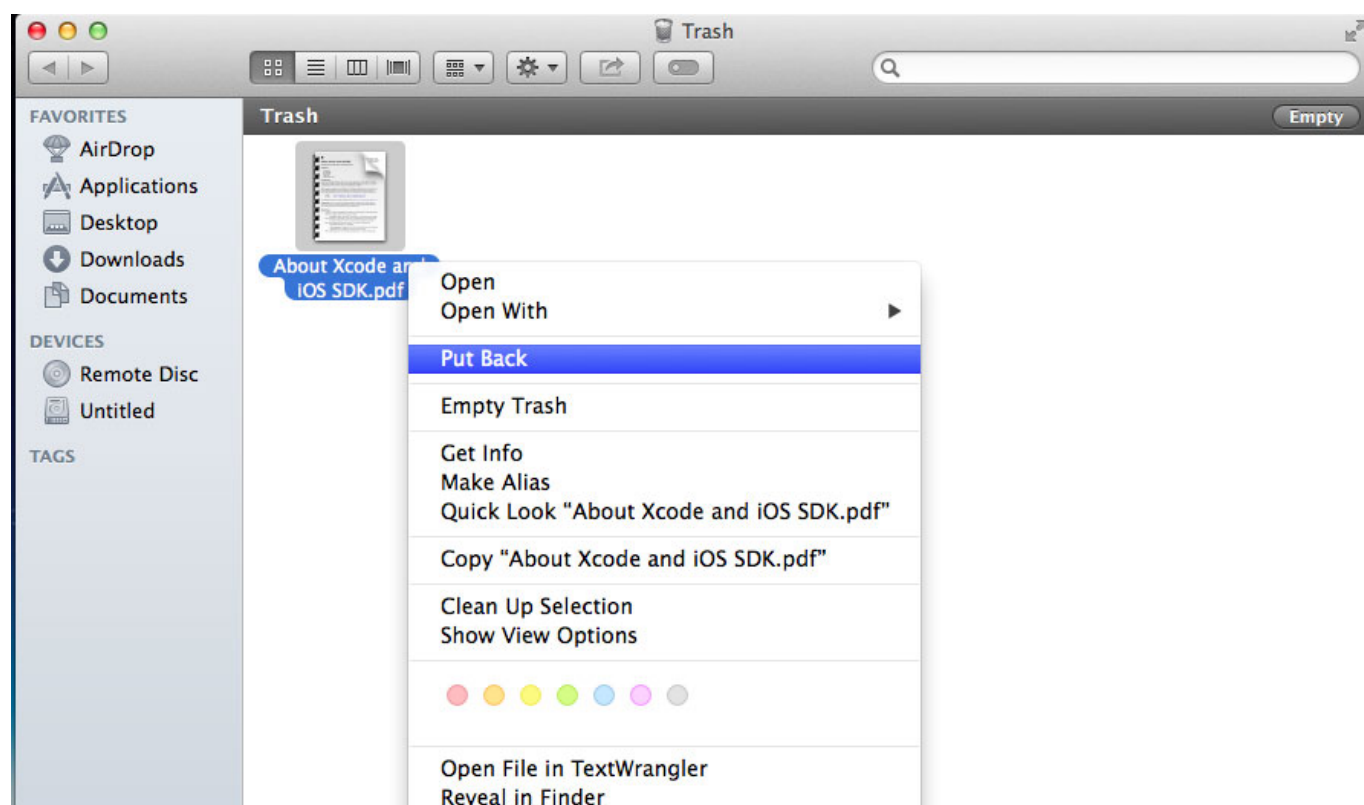 Trash
FAVORITES
AirDrop
Applications
Desktop
Downloads
Documents
DEVICES
Remote Disc
Untitled
TAGS
Trash
Empty
About Xcode and
iOS SDK.pdf
Open
Open With
Put Back
Empty Trash
Get Info
Make Alias
Quick Look “About Xcode and iOS SDK.pdf”
Copy “About Xcode and iOS SDK.pdf”
Clean Up Selection
Show View Options
Open File in TextWrangler
Reveal in Finder